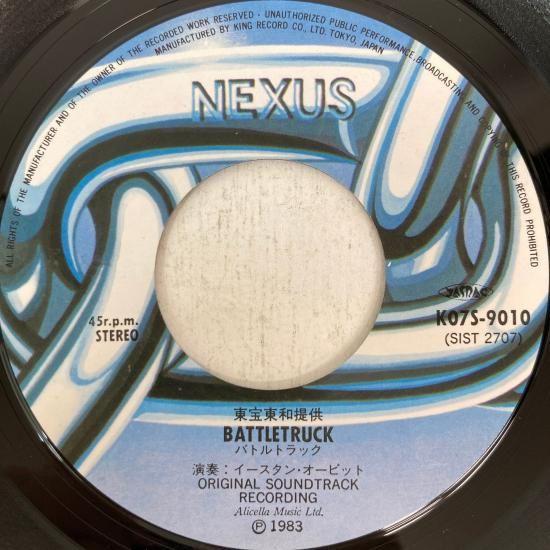 ALL RIGHTS OF THE MANUFACTURER AND OF THE OWNER OF THE RECORDED WORK RESERVED · UNAUTHORIZED PUBLIC PERFORMANCE, BROADCASTING AND COPYING OF THIS RECORD PROHIBITED
MANUFACTURED BY KING RECORD CO., LTD. TOKYO, JAPAN
NEXUS
JASRAC
45r.p.m.
STEREO
K07S-9010
(SIST 2707)
東宝東和提供
BATTLETRUCK
バトルトラック
演奏：イースタン・オービット
ORIGINAL SOUNDTRACK
RECORDING
Alicella Music Ltd.
Ⓟ 1983